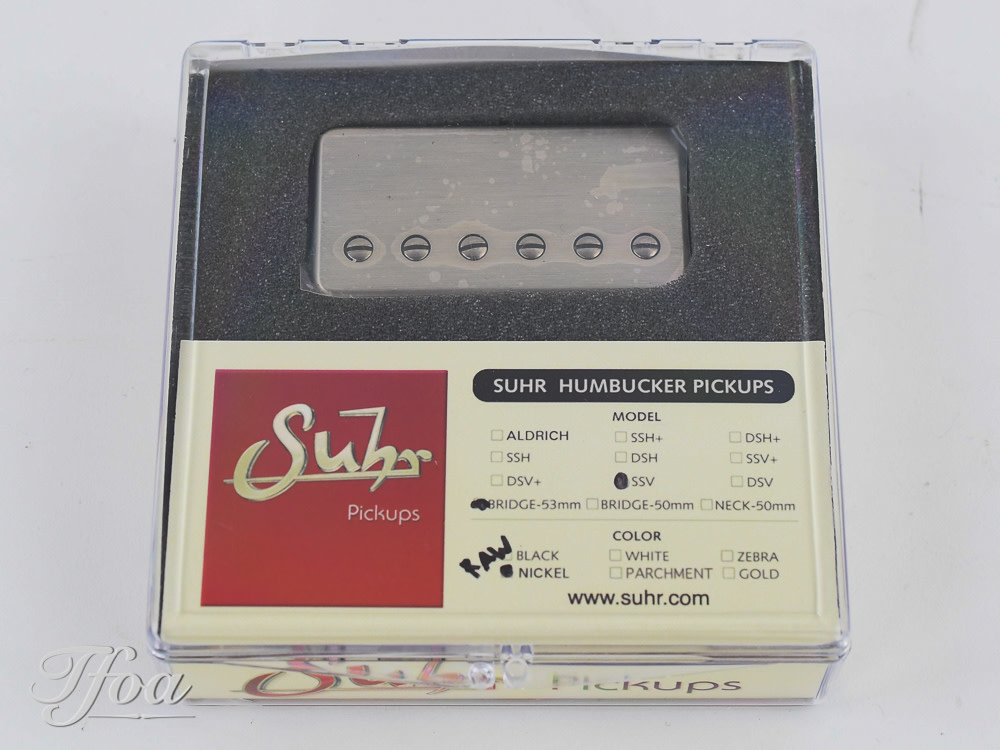 Suhr
Pickups
SUHR HUMBUCKER PICKUPS
MODEL
ALDRICH SSH+ DSH+
SSH DSH SSV+
DSV+ SSV DSV
BRIDGE-53mm BRIDGE-50mm NECK-50mm
COLOR
RAW BLACK WHITE ZEBRA
NICKEL PARCHMENT GOLD
www.suhr.com
Suhr Pickups
Tfoa